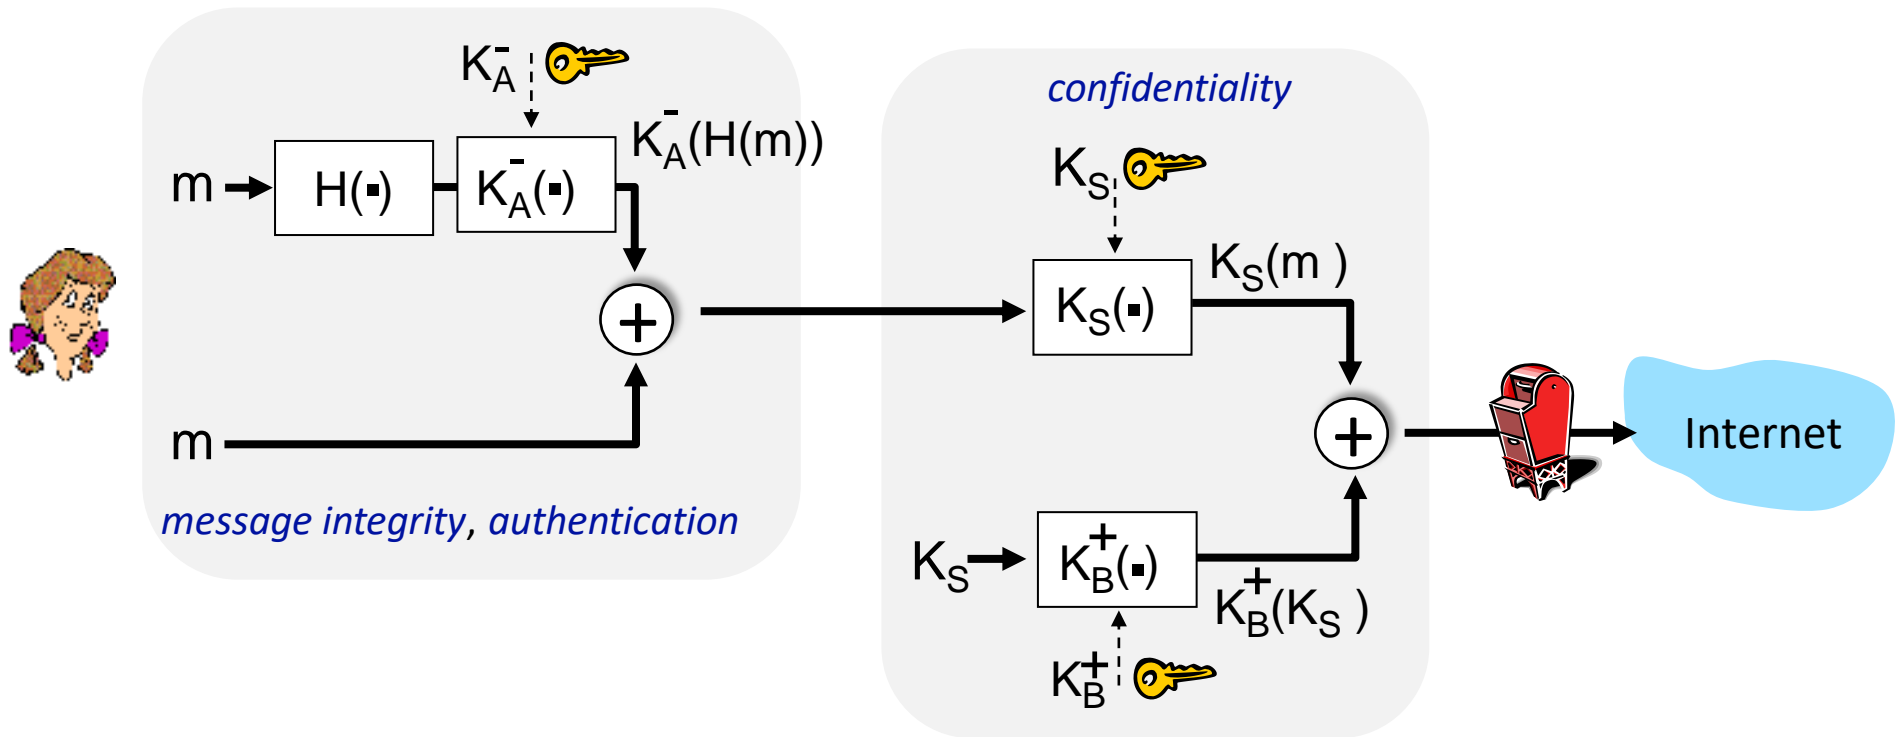 K_A^-
K_A^-(H(m))
m
H(▪)
K_A^-(▪)
+
m
message integrity, authentication
confidentiality
K_S
K_S(▪)
K_S(m )
+
K_S
K_B^+(▪)
K_B^+(K_S )
K_B^+
Internet